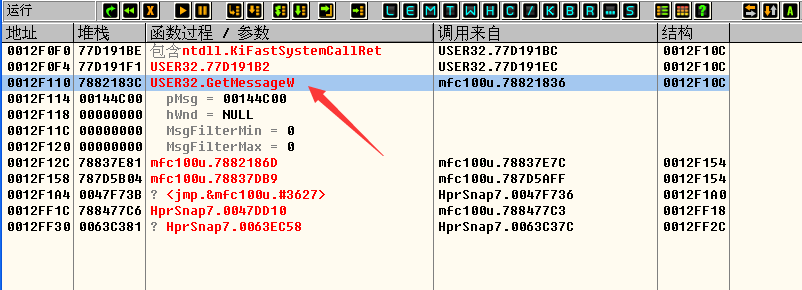 运行 L E M T W H C / K B R ... S ?
地址 堆栈 函数过程 / 参数 调用来自 结构
0012F0F0 77D191BE 包含ntdll.KiFastSystemCallRet USER32.77D191BC 0012F10C
0012F0F4 77D191F1 USER32.77D191B2 USER32.77D191EC 0012F10C
0012F110 7882183C USER32.GetMessageW mfc100u.78821836 0012F10C
0012F114 00144C00 pMsg = 00144C00
0012F118 00000000 hWnd = NULL
0012F11C 00000000 MsgFilterMin = 0
0012F120 00000000 MsgFilterMax = 0
0012F12C 78837E81 mfc100u.7882186D mfc100u.78837E7C 0012F154
0012F158 787D5B04 mfc100u.78837DB9 mfc100u.787D5AFF 0012F154
0012F1A4 0047F73B ? <jmp.&mfc100u.#3627> HprSnap7.0047F736 0012F1A0
0012FF1C 788477C6 HprSnap7.0047DD10 mfc100u.788477C3 0012FF18
0012FF30 0063C381 ? HprSnap7.0063EC58 HprSnap7.0063C37C 0012FF2C